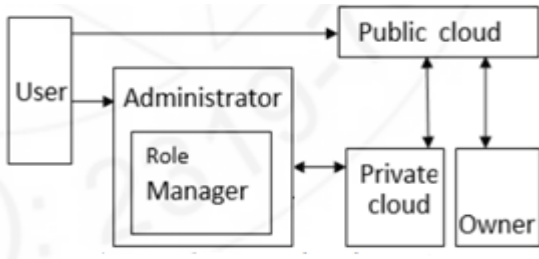 Public cloud
User
Administrator
Role
Manager
Private
cloud
Owner